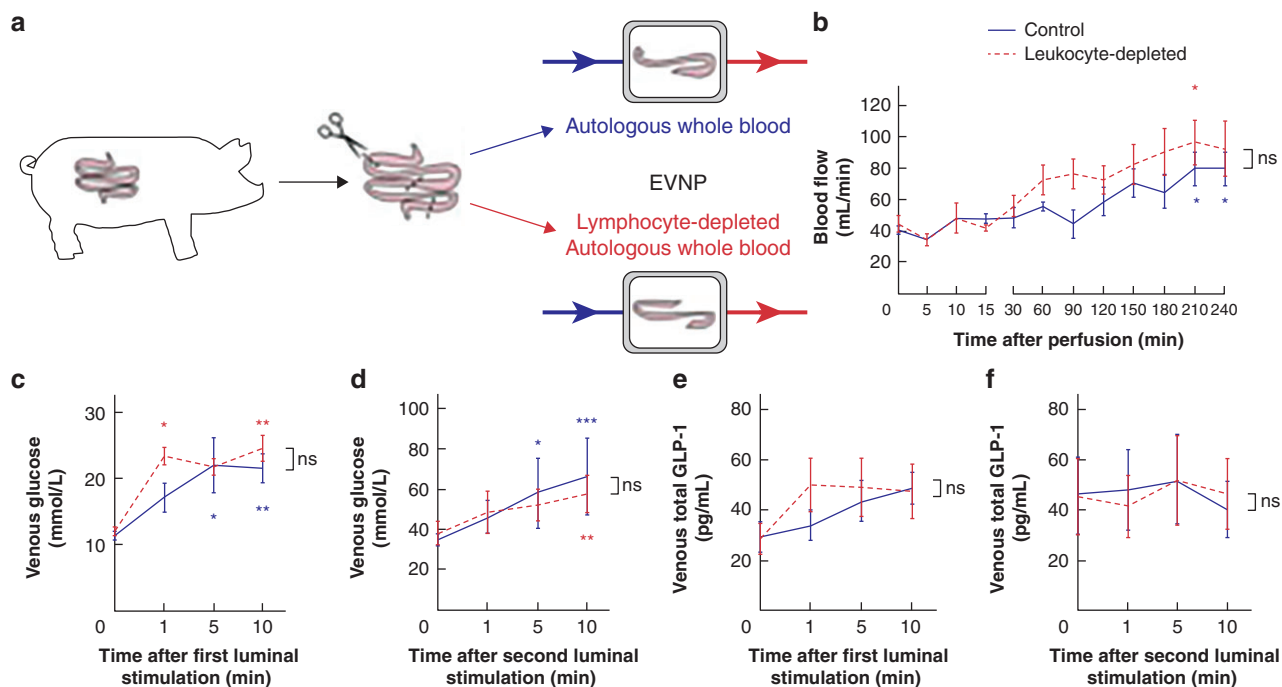 a
Autologous whole blood
EVNP
Lymphocyte-depleted
Autologous whole blood
b
Control
Leukocyte-depleted
Blood flow
(mL/min)
120
100
80
60
40
20
*
* *
ns
0 5 10 15 30 60 90 120 150 180 210 240
Time after perfusion (min)
c
Venous glucose
(mmol/L)
30
20
10
* **
* **
ns
0 1 5 10
Time after first luminal
stimulation (min)
d
Venous glucose
(mmol/L)
100
80
60
40
20
* ***
**
ns
0 1 5 10
Time after second luminal
stimulation (min)
e
Venous total GLP-1
(pg/mL)
80
60
40
20
ns
0 1 5 10
Time after first luminal
stimulation (min)
f
Venous total GLP-1
(pg/mL)
80
60
40
20
ns
0 1 5 10
Time after second luminal
stimulation (min)